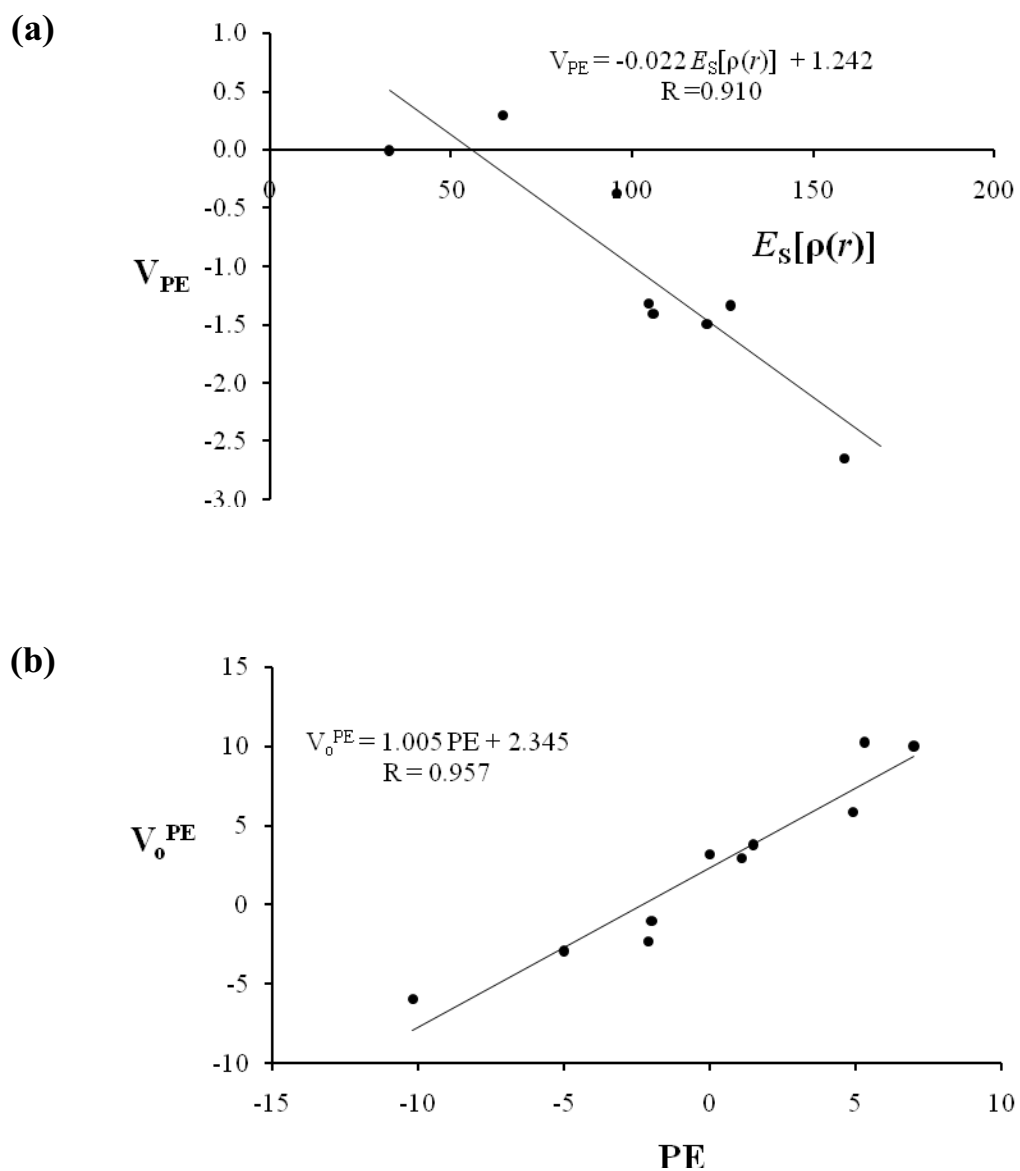 (a)
1.0
V_PE = -0.022 E_S[ρ(r)] + 1.242
R =0.910
0.5
0.0
0 50 100 150 200
-0.5
E_S[ρ(r)]
V_PE
-1.0
-1.5
-2.0
-2.5
-3.0
(b)
15
V_o^PE = 1.005 PE + 2.345
R = 0.957
10
5
V_o^PE
0
-5
-10
-15 -10 -5 0 5 10
PE